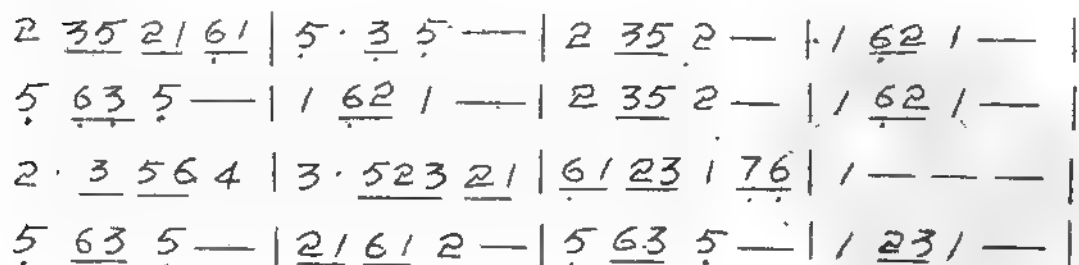 2 35 21 61 | 5 · 3 5 — | 2 35 2 — | 1 62 1 — |
5 63 5 — | 1 62 1 — | 2 35 2 — | 1 62 1 — |
2 · 3 56 4 | 3 · 523 21 | 61 23 1 76 | 1 — — — |
5 63 5 — | 21 61 2 — | 5 63 5 — | 1 23 1 — |